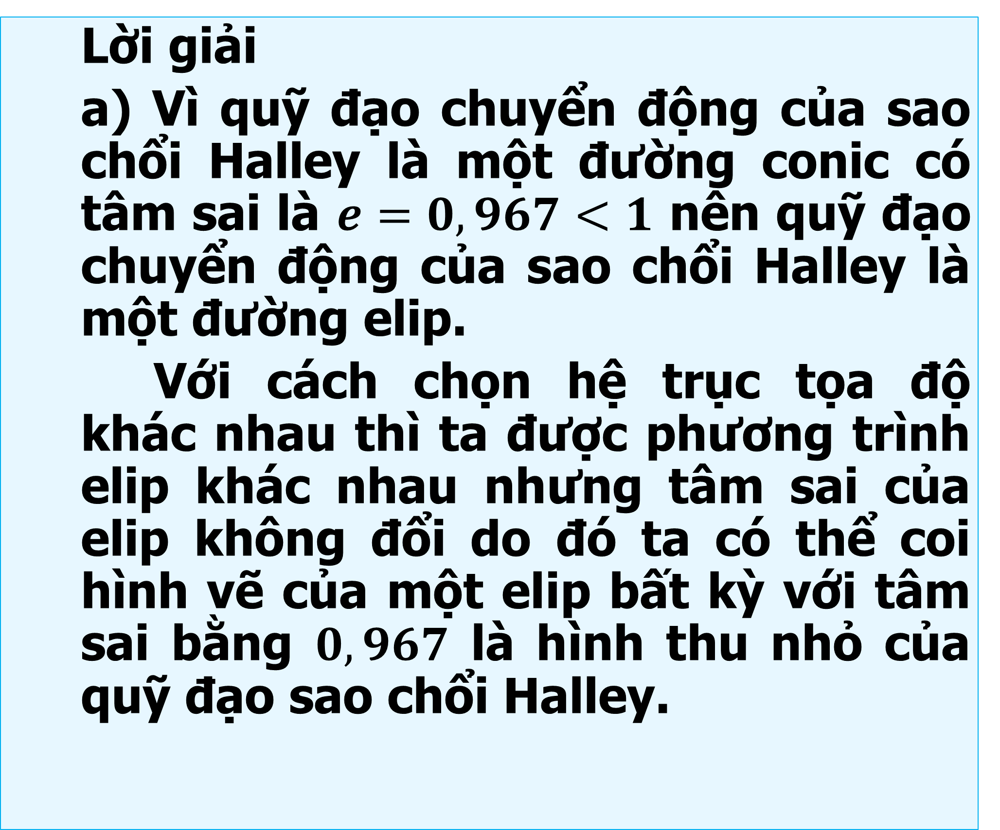 Lời giải
a) Vì quỹ đạo chuyển động của sao
chổi Halley là một đường conic có
tâm sai là e = 0,967 < 1 nên quỹ đạo
chuyển động của sao chổi Halley là
một đường elip.
Với cách chọn hệ trục tọa độ
khác nhau thì ta được phương trình
elip khác nhau nhưng tâm sai của
elip không đổi do đó ta có thể coi
hình vẽ của một elip bất kỳ với tâm
sai bằng 0,967 là hình thu nhỏ của
quỹ đạo sao chổi Halley.